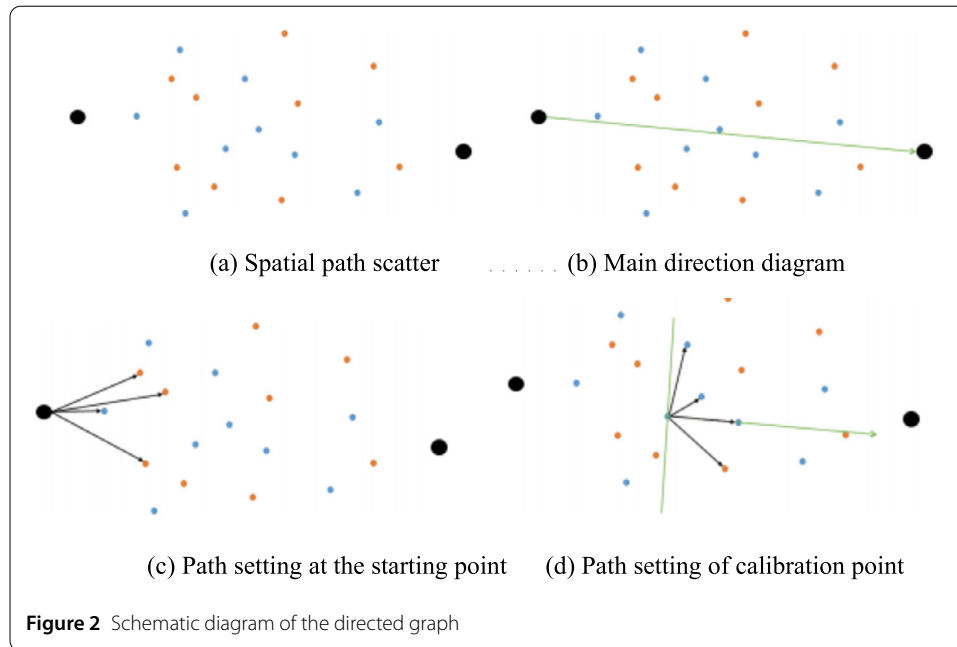 (a) Spatial path scatter . . . . . . (b) Main direction diagram
(c) Path setting at the starting point (d) Path setting of calibration point
Figure 2 Schematic diagram of the directed graph